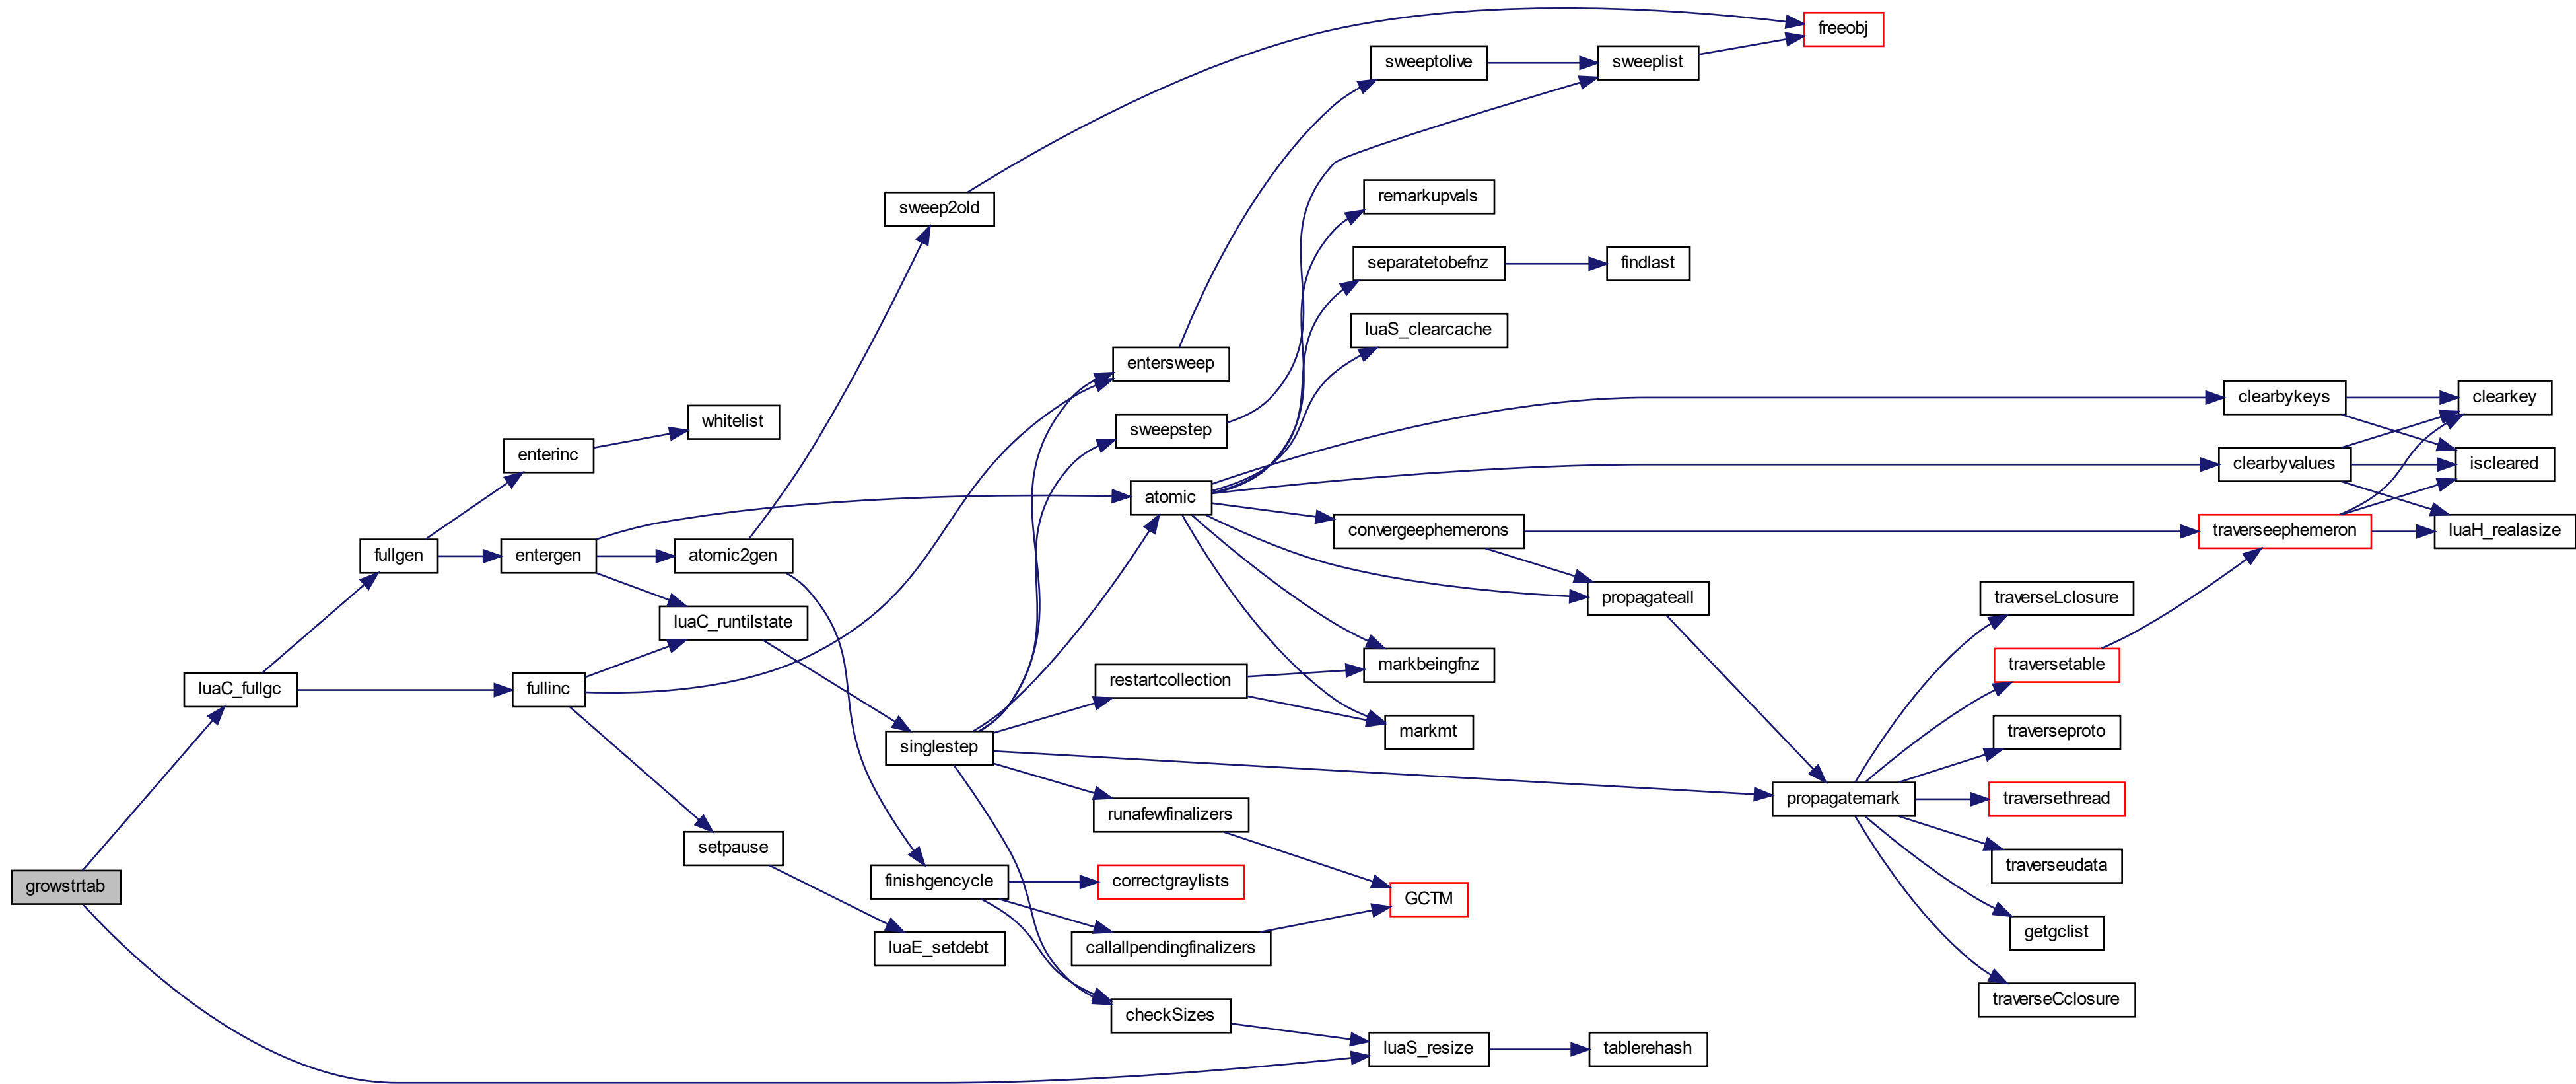 freeobj
sweeptolive
sweeplist
remarkupvals
sweep2old
separatetobefnz
findlast
luaS_clearcache
entersweep
clearbykeys
clearkey
whitelist
sweepstep
enterinc
clearbyvalues
iscleared
atomic
convergeephemerons
traverseephemeron
luaH_realasize
fullgen
entergen
atomic2gen
propagateall
traverseLclosure
luaC_runtilstate
markbeingfnz
traversetable
luaC_fullgc
fullinc
restartcollection
markmt
traverseproto
singlestep
propagatemark
traversethread
runafewfinalizers
setpause
traverseudata
growstrtab
finishgencycle
correctgraylists
GCTM
getgclist
luaE_setdebt
callallpendingfinalizers
traverseCclosure
checkSizes
luaS_resize
tablerehash